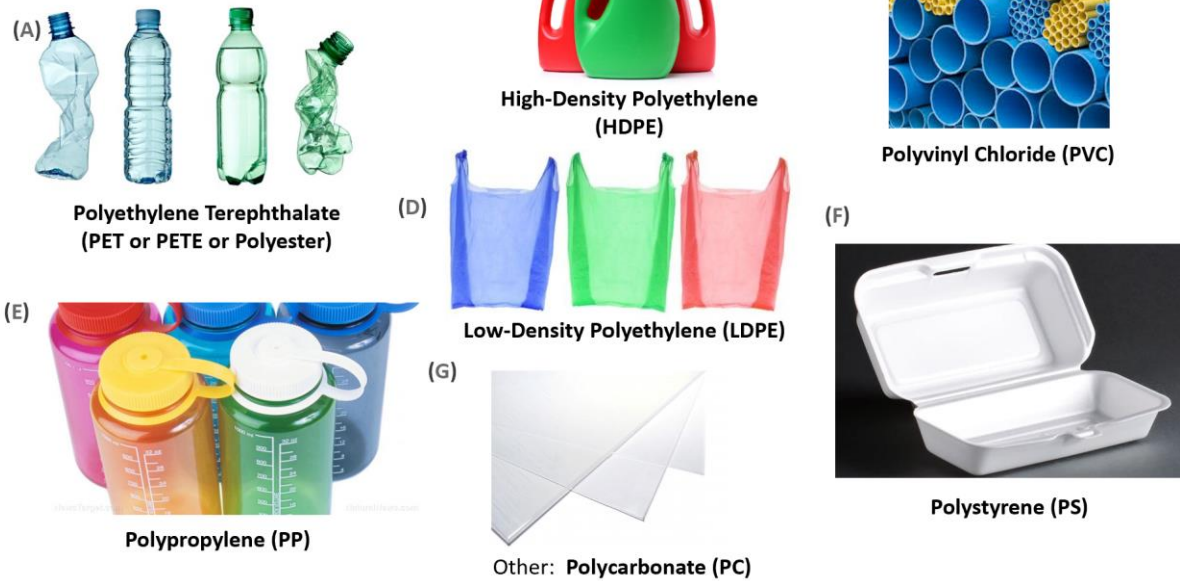 (A)
Polyethylene Terephthalate
(PET or PETE or Polyester)
High-Density Polyethylene
(HDPE)
Polyvinyl Chloride (PVC)
(D)
Low-Density Polyethylene (LDPE)
(E)
Polypropylene (PP)
(G)
Other: Polycarbonate (PC)
(F)
Polystyrene (PS)